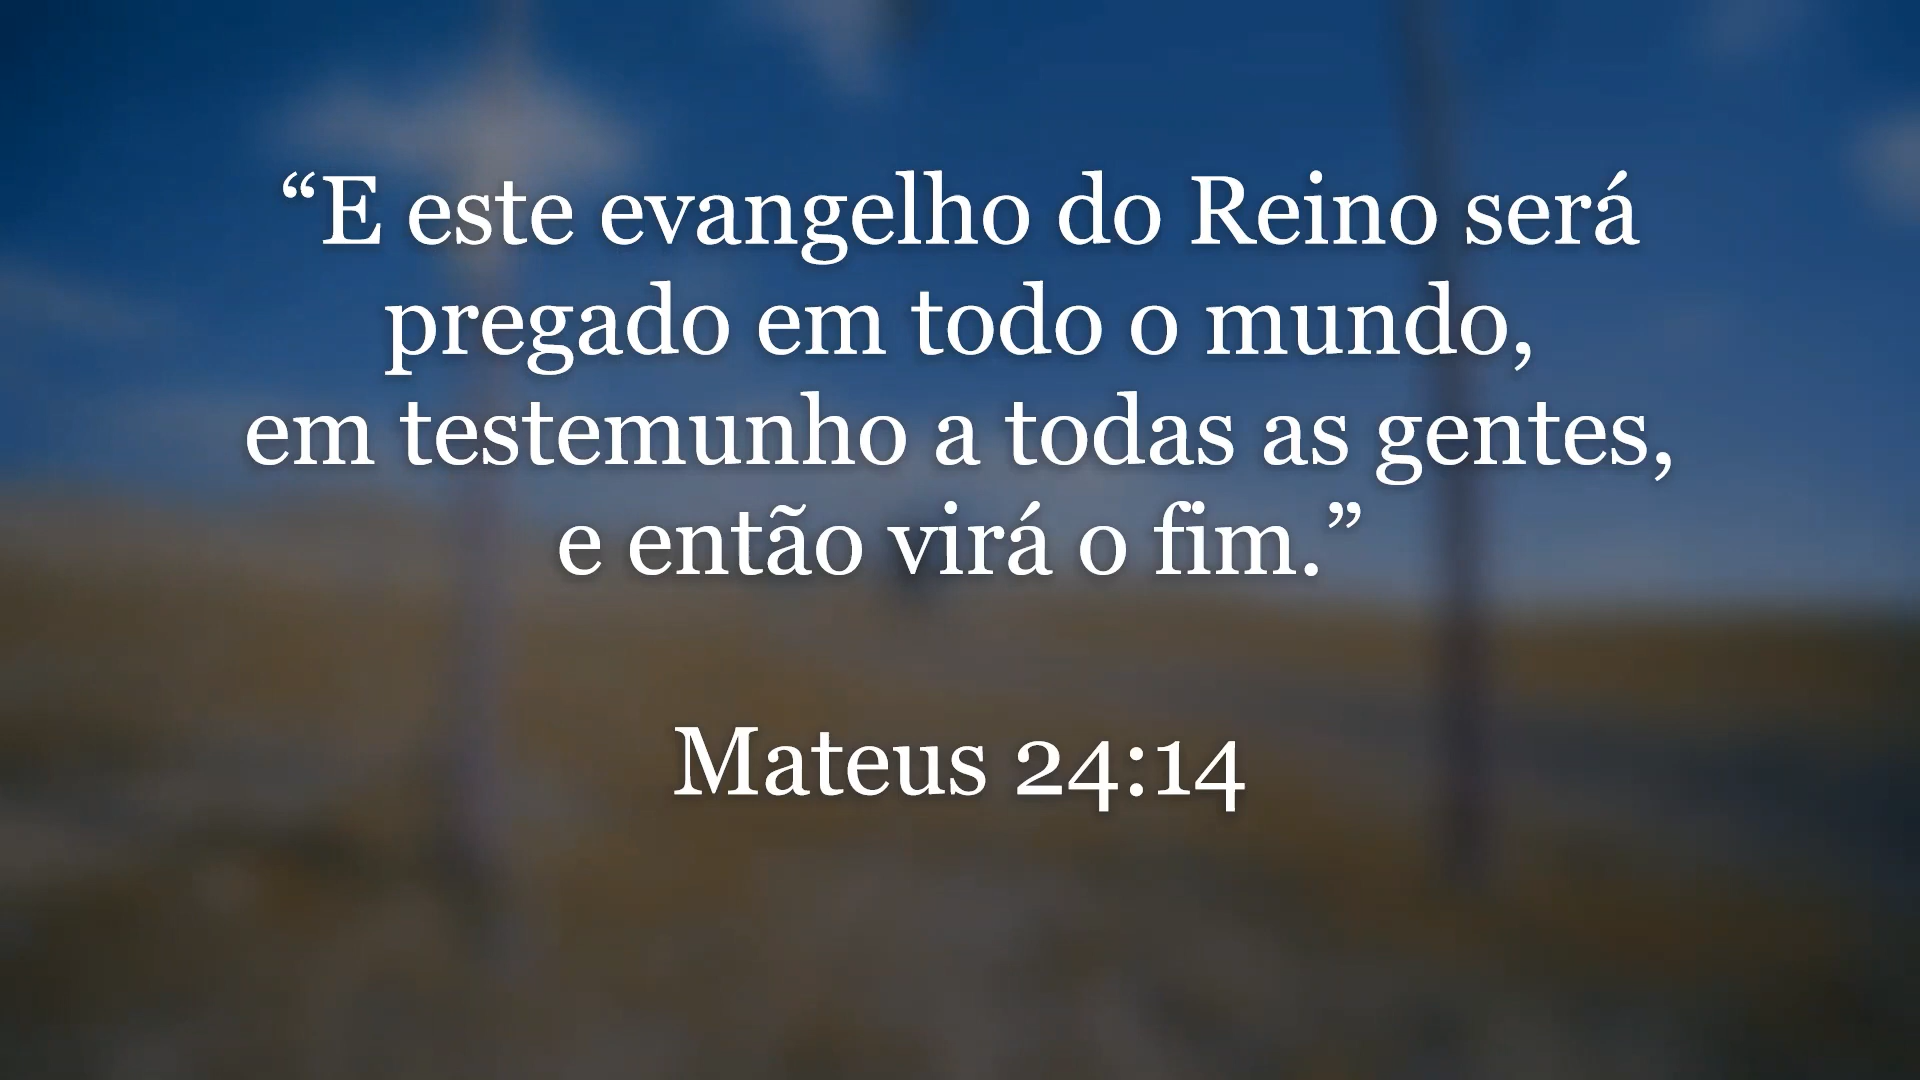 “E este evangelho do Reino será
pregado em todo o mundo,
em testemunho a todas as gentes,
e então virá o fim.”
Mateus 24:14